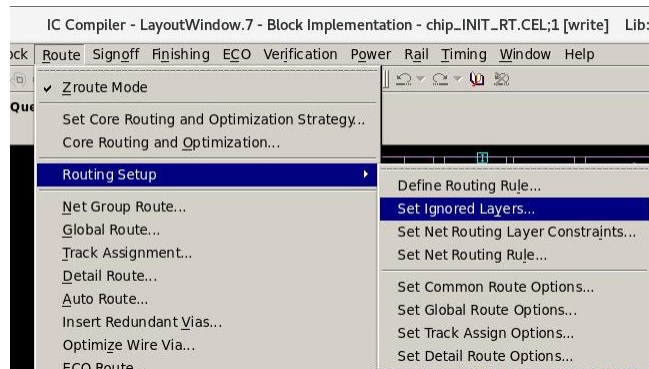 IC Compiler - LayoutWindow.7 - Block Implementation - chip_INIT_RT.CEL;1 [write] Lib:
ock Route Signoff Finishing ECO Verification Power Rail Timing Window Help
Zroute Mode
Que
Set Core Routing and Optimization Strategy...
Core Routing and Optimization...
Routing Setup
Net Group Route...
Global Route...
Track Assignment...
Detail Route...
Auto Route...
Insert Redundant Vias...
Optimize Wire Via...
ECO Route
Define Routing Rule...
Set Ignored Layers...
Set Net Routing Layer Constraints...
Set Net Routing Rule...
Set Common Route Options...
Set Global Route Options...
Set Track Assign Options...
Set Detail Route Options...